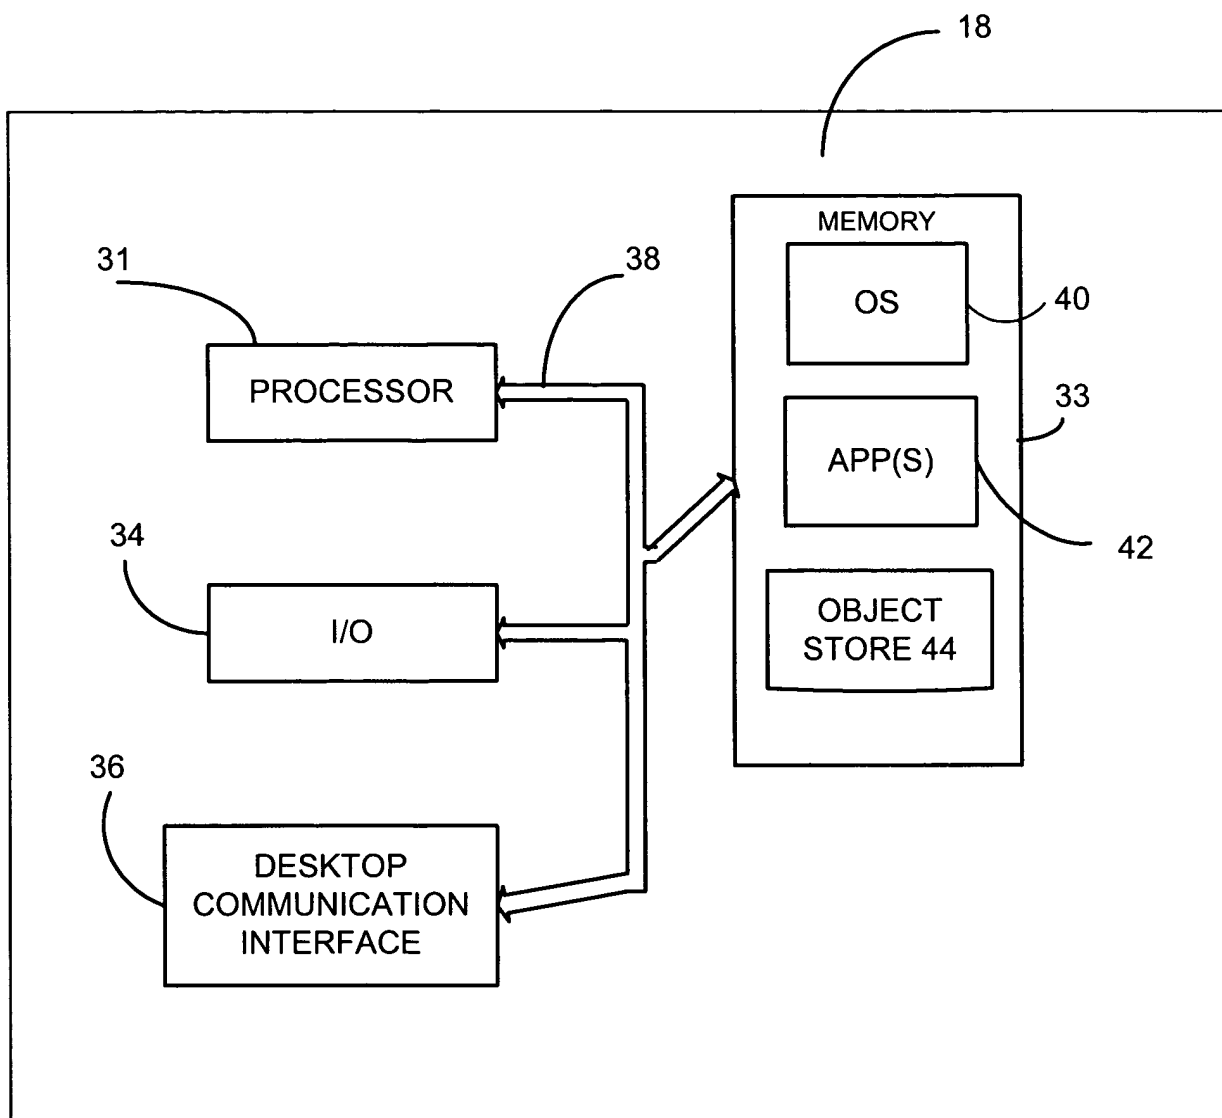 18
MEMORY
31
38
OS
40
PROCESSOR
33
APP(S)
34
42
I/O
OBJECT
STORE 44
36
DESKTOP
COMMUNICATION
INTERFACE